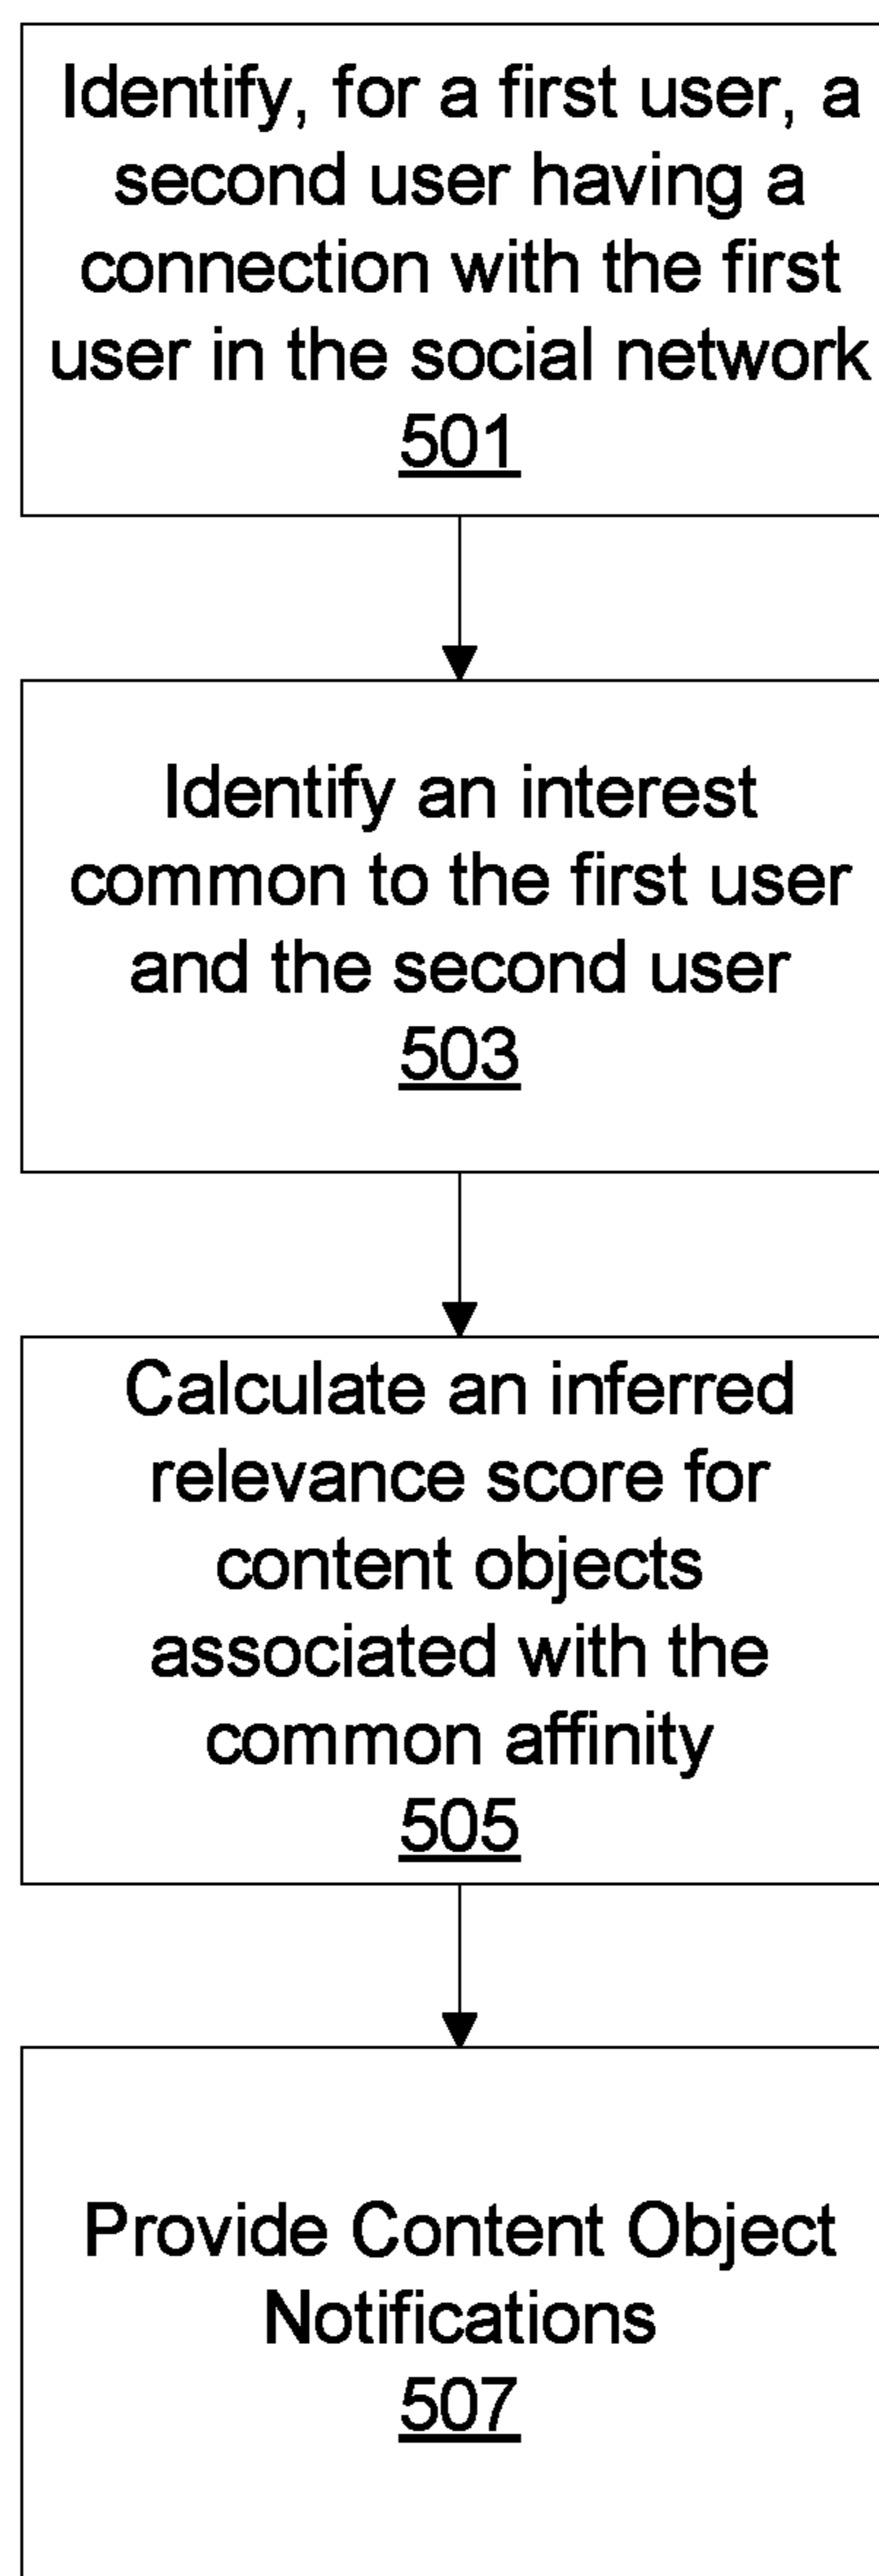 Identify, for a first user, a
second user having a
connection with the first
user in the social network
501
Identify an interest
common to the first user
and the second user
503
Calculate an inferred
relevance score for
content objects
associated with the
common affinity
505
Provide Content Object
Notifications
507